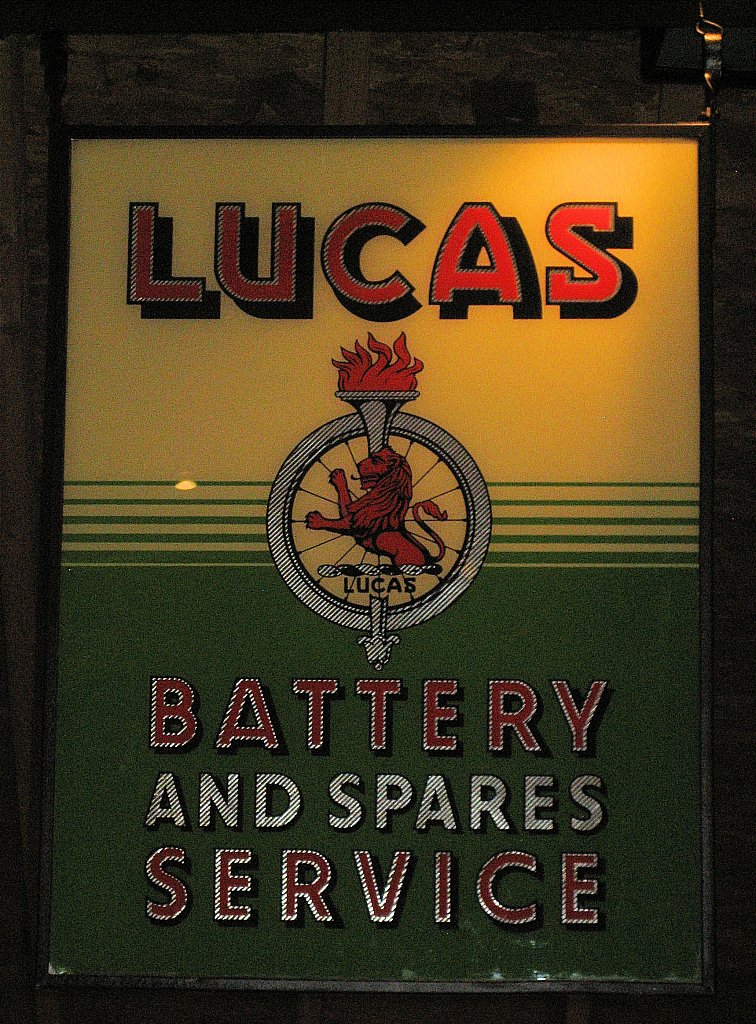 LUCAS
LUCAS
BATTERY
AND SPARES
SERVICE